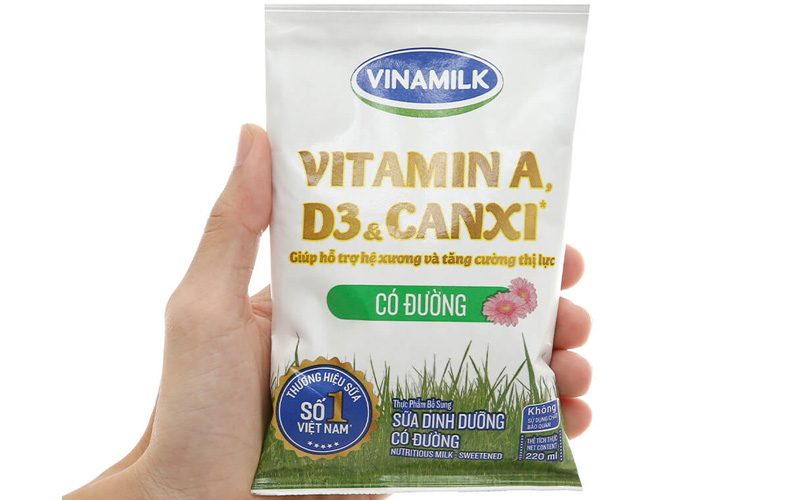 VINAMILK
VITAMIN A,
D3 & CANXI*
Giúp hỗ trợ hệ xương và tăng cường thị lực
CÓ ĐƯỜNG
THƯƠNG HIỆU SỮA
SỐ 1
VIỆT NAM*
Thực Phẩm Bổ Sung
SỮA DINH DƯỠNG
CÓ ĐƯỜNG
NUTRITIOUS MILK - SWEETENED
Không
SỬ DỤNG CHẤT
BẢO QUẢN
THỂ TÍCH THỰC
NET CONTENT
220 ml